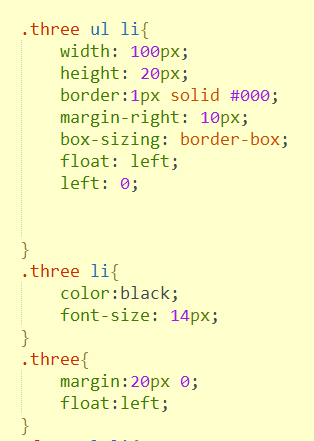 .three ul li{
    width: 100px;
    height: 20px;
    border:1px solid #000;
    margin-right: 10px;
    box-sizing: border-box;
    float: left;
    left: 0;
}
.three li{
    color:black;
    font-size: 14px;
}
.three{
    margin:20px 0;
    float:left;
}